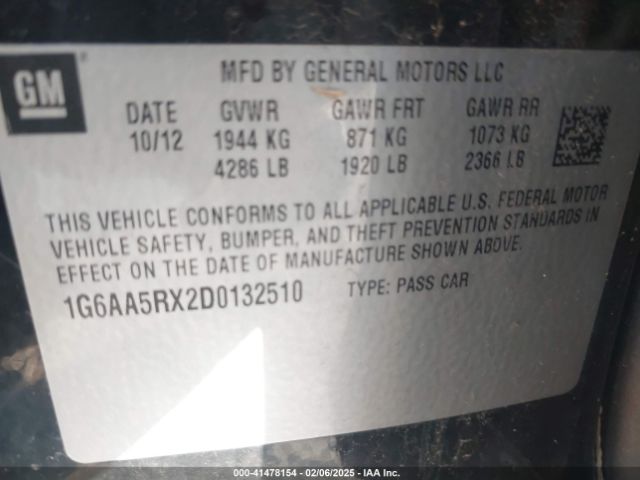 GM®
MFD BY GENERAL MOTORS LLC
DATE GVWR GAWR FRT GAWR RR
10/12 1944 KG 871 KG 1073 KG
4286 LB 1920 LB 2366 LB
THIS VEHICLE CONFORMS TO ALL APPLICABLE U.S. FEDERAL MOTOR
VEHICLE SAFETY, BUMPER, AND THEFT PREVENTION STANDARDS IN
EFFECT ON THE DATE OF MANUFACTURE SHOWN ABOVE.
1G6AA5RX2D0132510 TYPE: PASS CAR
000-41478154 - 02/06/2025 - IAA Inc.